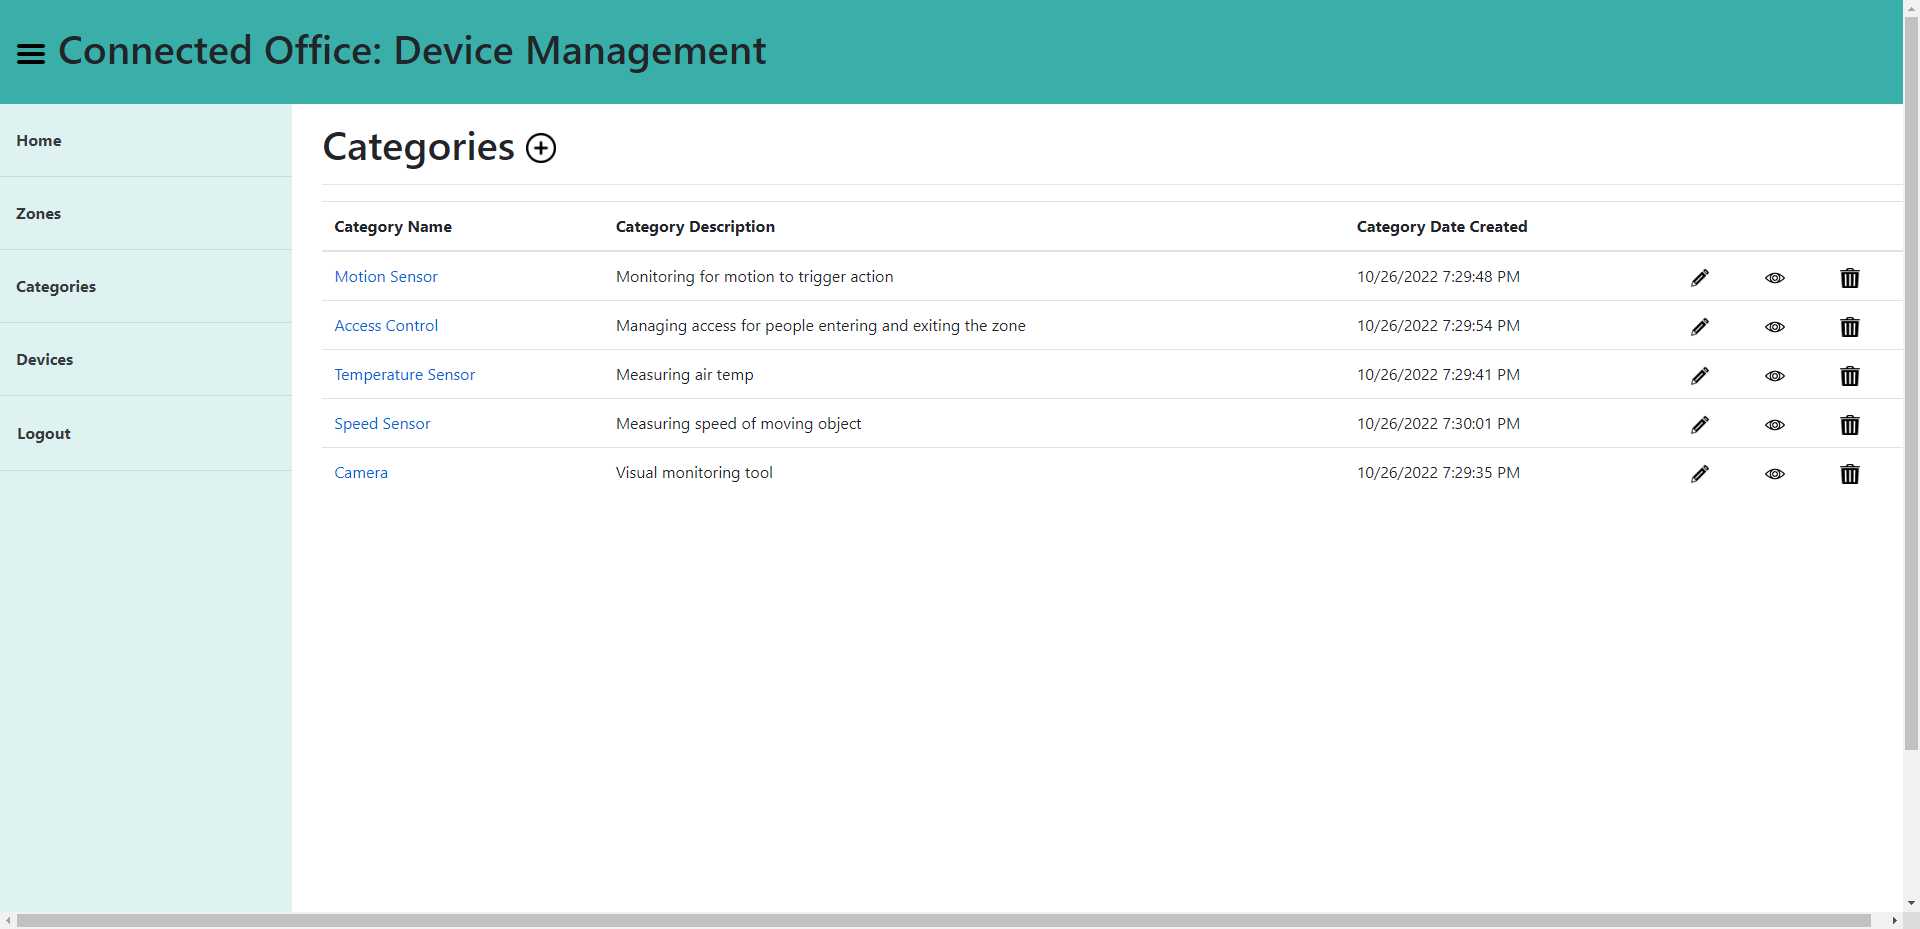 Connected Office: Device Management
Home
Zones
Categories
Devices
Logout
Categories
Category Name Category Description Category Date Created
Motion Sensor Monitoring for motion to trigger action 10/26/2022 7:29:48 PM
Access Control Managing access for people entering and exiting the zone 10/26/2022 7:29:54 PM
Temperature Sensor Measuring air temp 10/26/2022 7:29:41 PM
Speed Sensor Measuring speed of moving object 10/26/2022 7:30:01 PM
Camera Visual monitoring tool 10/26/2022 7:29:35 PM